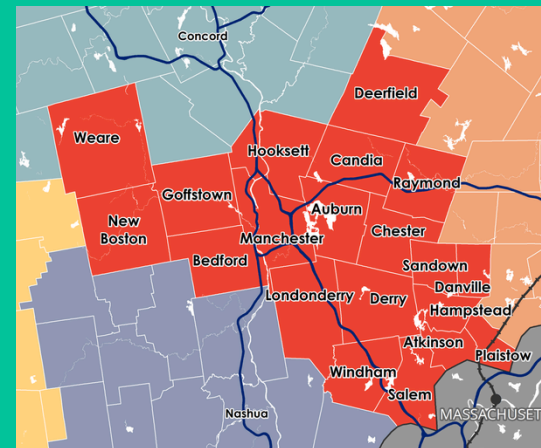 Concord
Deerfield
Weare
Hooksett
Candia
Raymond
Goffstown
Auburn
New
Boston
Chester
Manchester
Bedford
Sandown
Danville
Londonderry
Derry
Hampstead
Atkinson
Plaistow
Windham
Salem
Nashua
MASSACHUSET